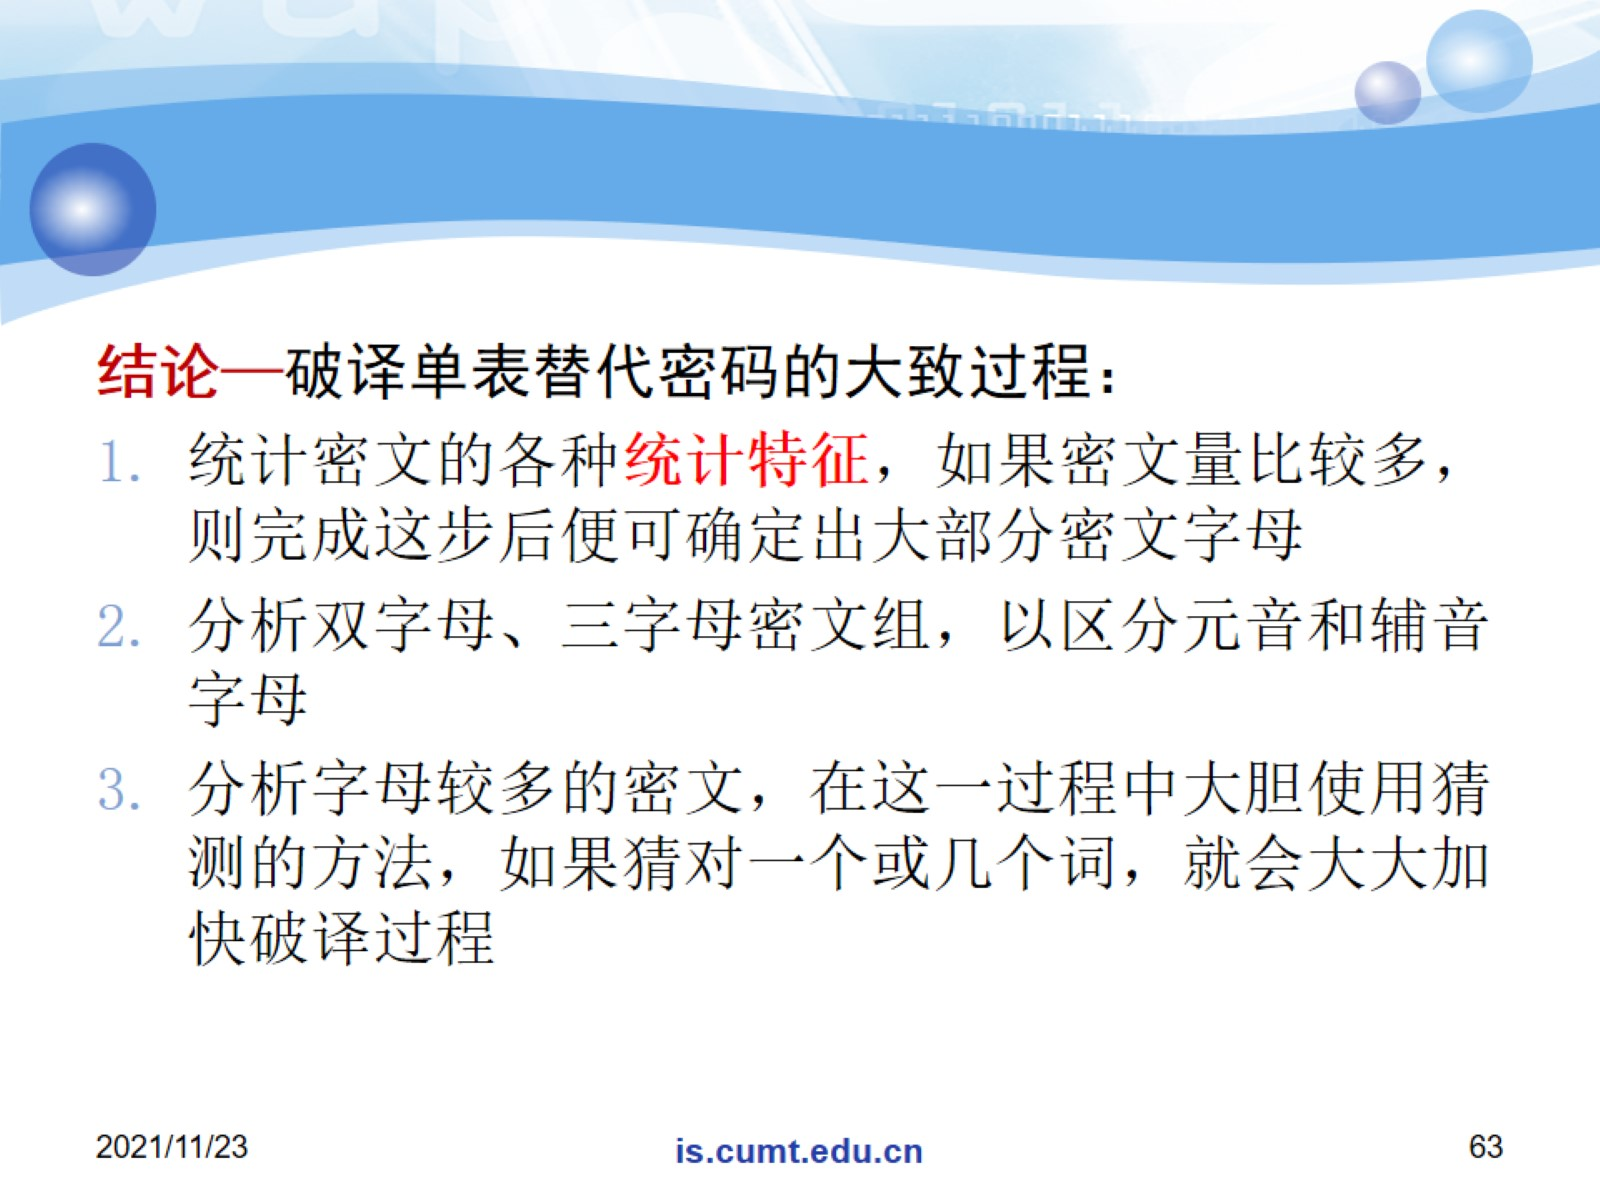 结论—破译单表替代密码的大致过程：
1. 统计密文的各种统计特征，如果密文量比较多，
则完成这步后便可确定出大部分密文字母
2. 分析双字母、三字母密文组，以区分元音和辅音
字母
3. 分析字母较多的密文，在这一过程中大胆使用猜
测的方法，如果猜对一个或几个词，就会大大加
快破译过程
2021/11/23
is.cumt.edu.cn
63